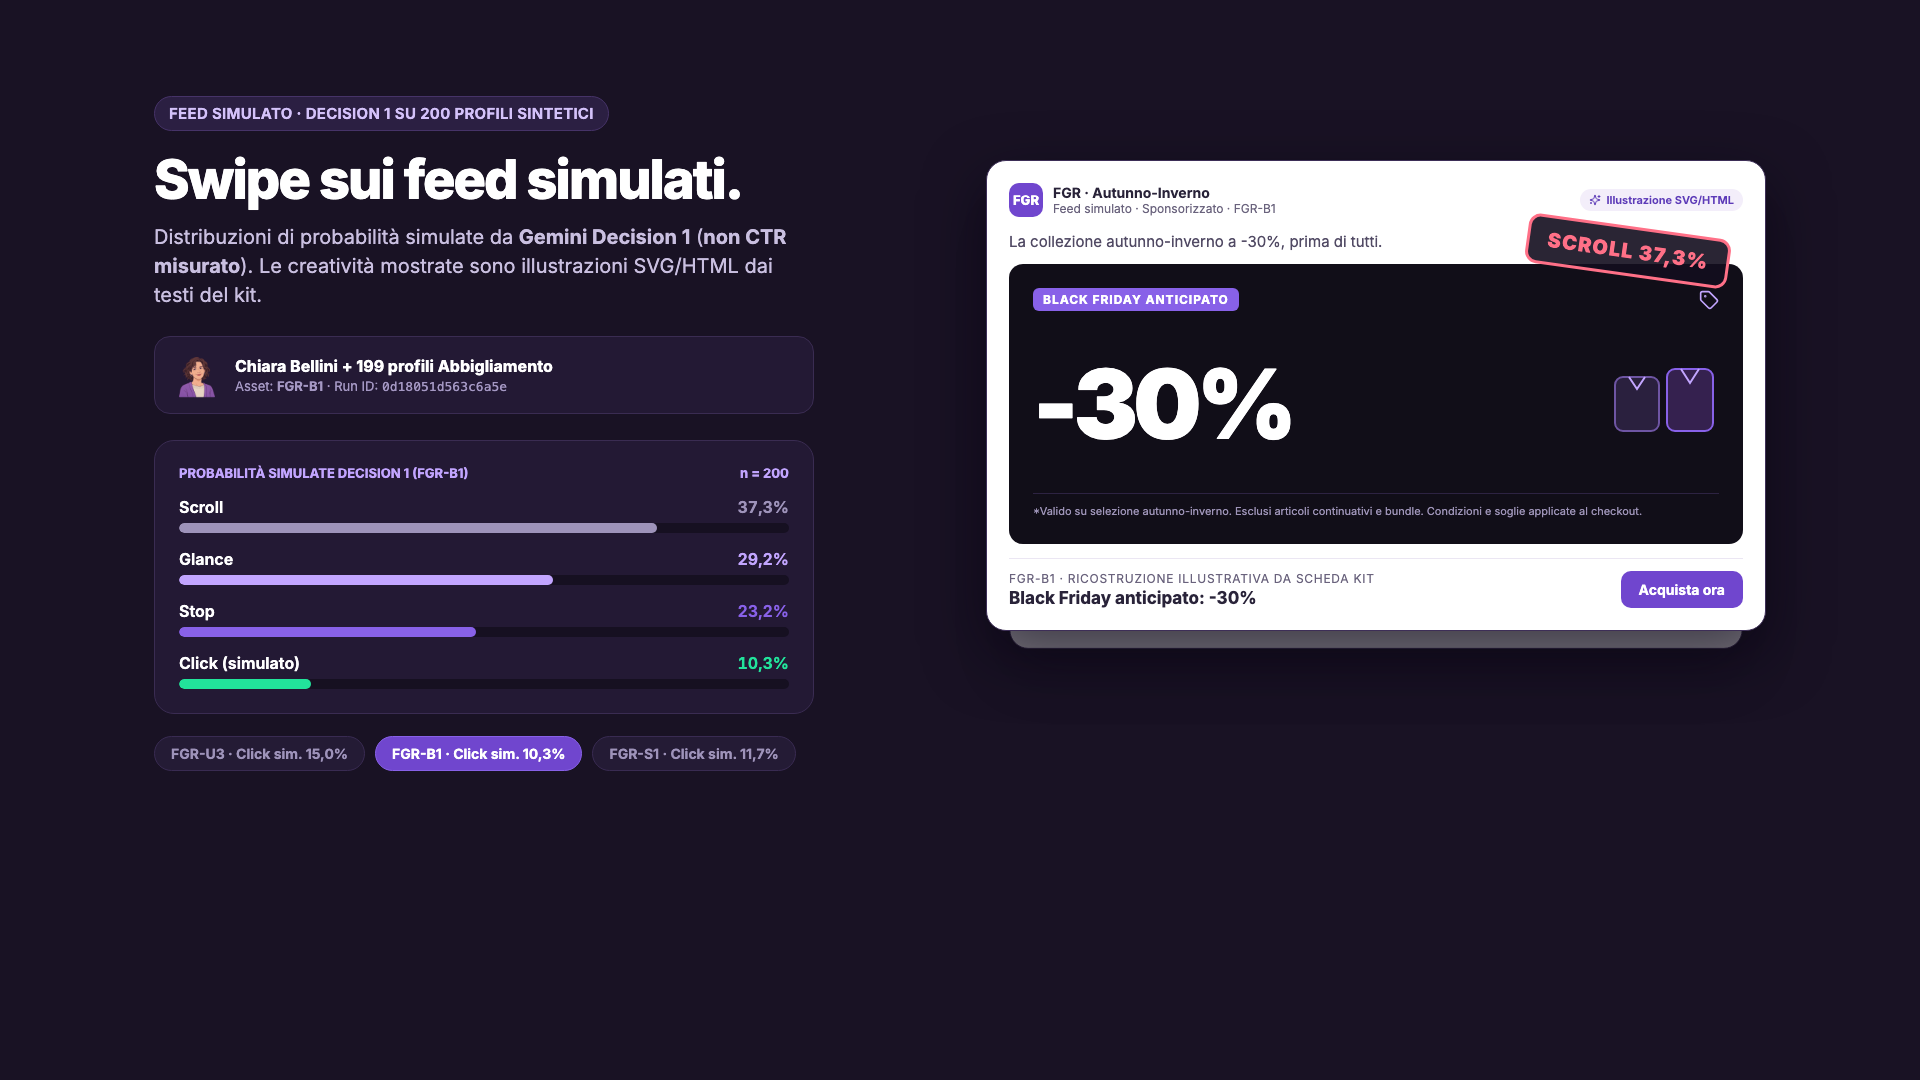 FEED SIMULATO · DECISION 1 SU 200 PROFILI SINTETICI
Swipe sui feed simulati.
Distribuzioni di probabilità simulate da Gemini Decision 1 (non CTR
misurato). Le creatività mostrate sono illustrazioni SVG/HTML dai
testi del kit.
Chiara Bellini + 199 profili Abbigliamento
Asset: FGR-B1 · Run ID: 0d18051d563c6a5e
PROBABILITÀ SIMULATE DECISION 1 (FGR-B1)
n = 200
Scroll
37,3%
Glance
29,2%
Stop
23,2%
Click (simulato)
10,3%
FGR-U3 · Click sim. 15,0%
FGR-B1 · Click sim. 10,3%
FGR-S1 · Click sim. 11,7%
FGR
FGR · Autunno-Inverno
Feed simulato · Sponsorizzato · FGR-B1
Illustrazione SVG/HTML
La collezione autunno-inverno a -30%, prima di tutti.
SCROLL 37,3%
BLACK FRIDAY ANTICIPATO
-30%
*Valido su selezione autunno-inverno. Esclusi articoli continuativi e bundle. Condizioni e soglie applicate al checkout.
FGR-B1 · RICOSTRUZIONE ILLUSTRATIVA DA SCHEDA KIT
Black Friday anticipato: -30%
Acquista ora